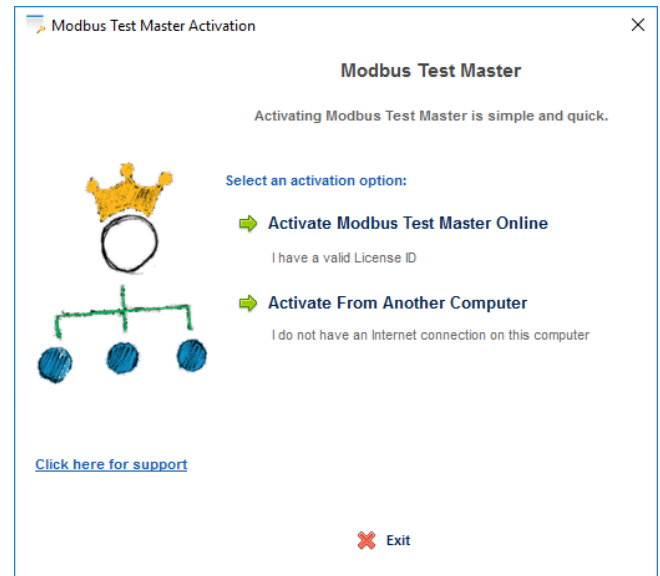 Modbus Test Master Activation
Modbus Test Master
Activating Modbus Test Master is simple and quick.
Select an activation option:
Activate Modbus Test Master Online
I have a valid License ID
Activate From Another Computer
I do not have an Internet connection on this computer
Click here for support
Exit